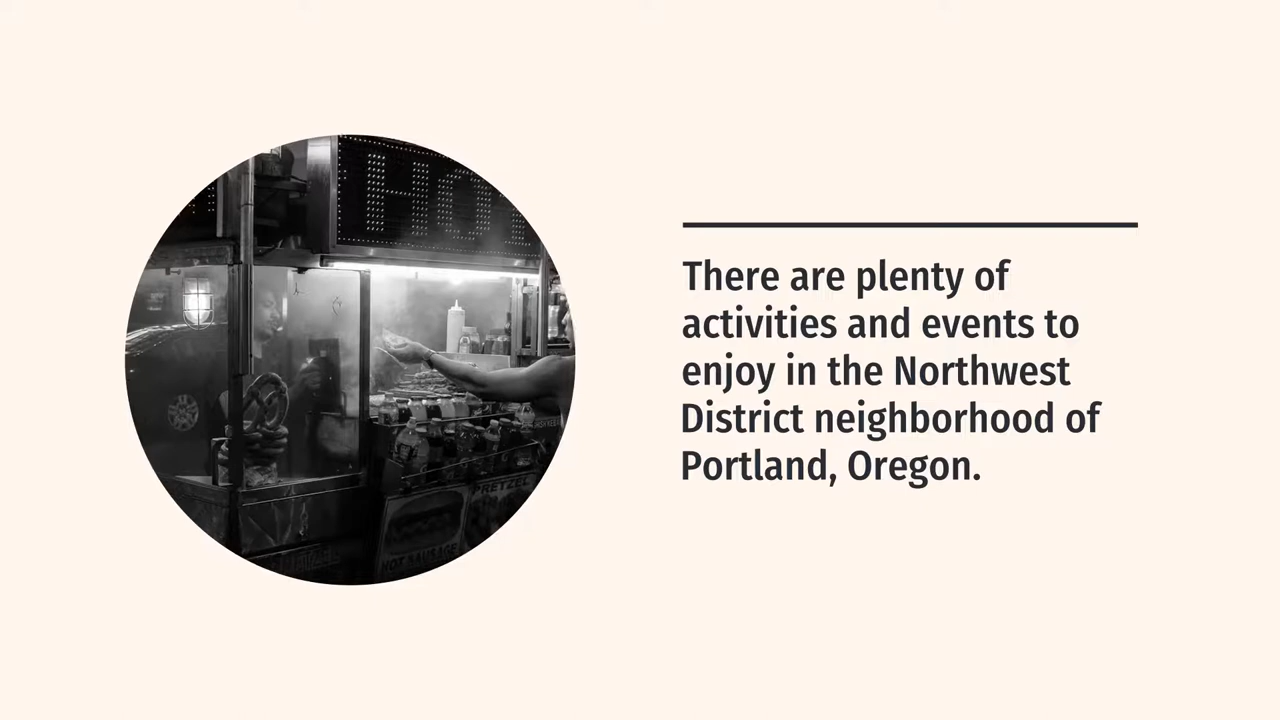 HOT
PRETZEL
HOT SAUSAGE
There are plenty of
activities and events to
enjoy in the Northwest
District neighborhood of
Portland, Oregon.